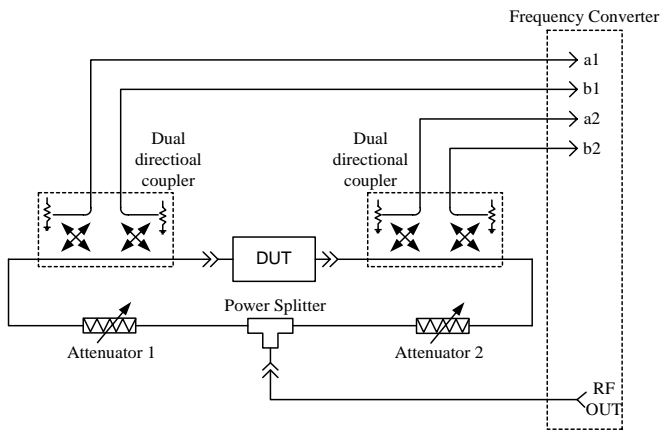 Frequency Converter
a1
b1
a2
b2
Dual
directioal
coupler
Dual
directional
coupler
DUT
Power Splitter
Attenuator 1
Attenuator 2
RF
OUT